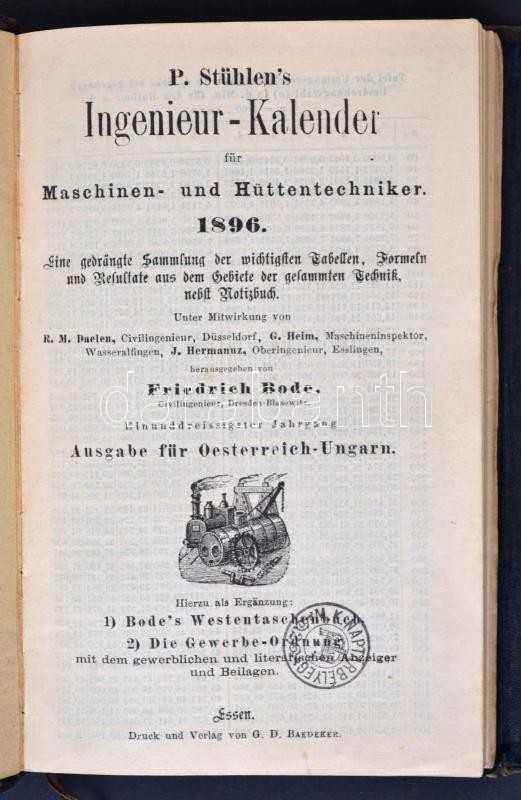 P. Stühlen's
Ingenieur-Kalender
für
Maschinen- und Hüttentechniker.
1896.
Eine gedrängte Sammlung der wichtigsten Tabellen, Formeln
und Resultate aus dem Gebiete der gesammten Technik,
nebst Notizbuch.
Unter Mitwirkung von
R. M. Daelen, Civilingenieur, Düsseldorf, G. Heim, Maschineninspektor,
Wasseralfingen, J. Hermanuz, Oberingenieur, Esslingen,
herausgegeben von
Friedrich Bode,
Civilingenieur, Dresden-Blasewitz.
darabanth
Einunddreissigster Jahrgang
Ausgabe für Oesterreich-Ungarn.
Hierzu als Ergänzung:
1) Bode's Westentaschenbuch
2) Die Gewerbe-Ordnung
mit dem gewerblichen und literarischen Anzeiger
und Beilagen.
Essen.
Druck und Verlag von G. D. BAEDEKER.